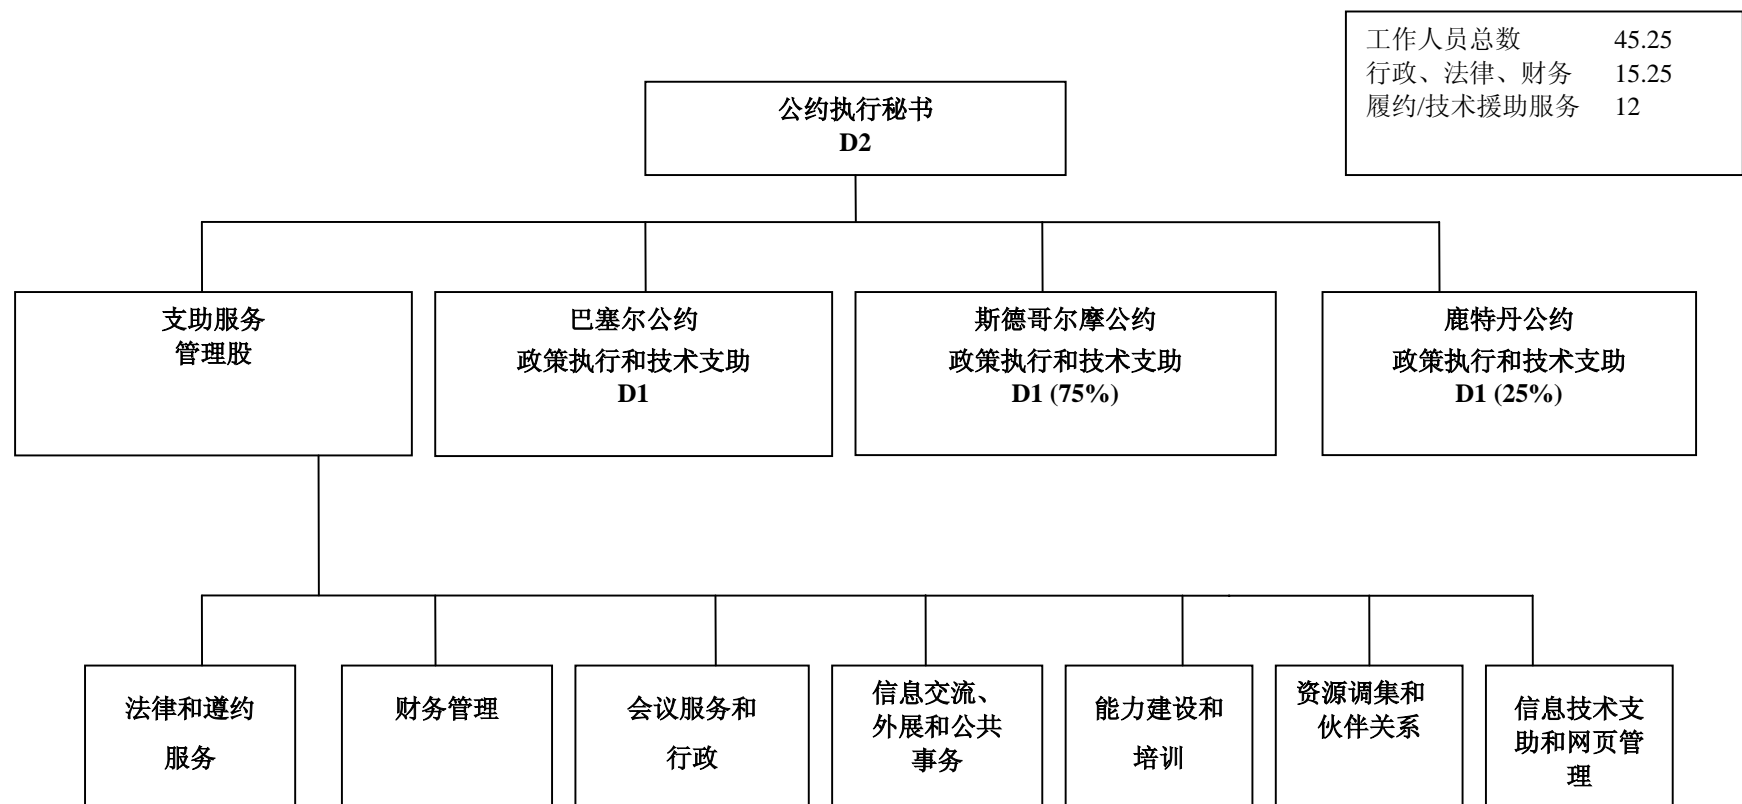 工作人员总数 45.25
行政、法律、财务 15.25
履约/技术援助服务 12
公约执行秘书
D2
支助服务
管理股
巴塞尔公约
政策执行和技术支助
D1
斯德哥尔摩公约
政策执行和技术支助
D1 (75%)
鹿特丹公约
政策执行和技术支助
D1 (25%)
法律和遵约
服务
财务管理
会议服务和
行政
信息交流、
外展和公共
事务
能力建设和
培训
资源调集和
伙伴关系
信息技术支
助和网页管
理